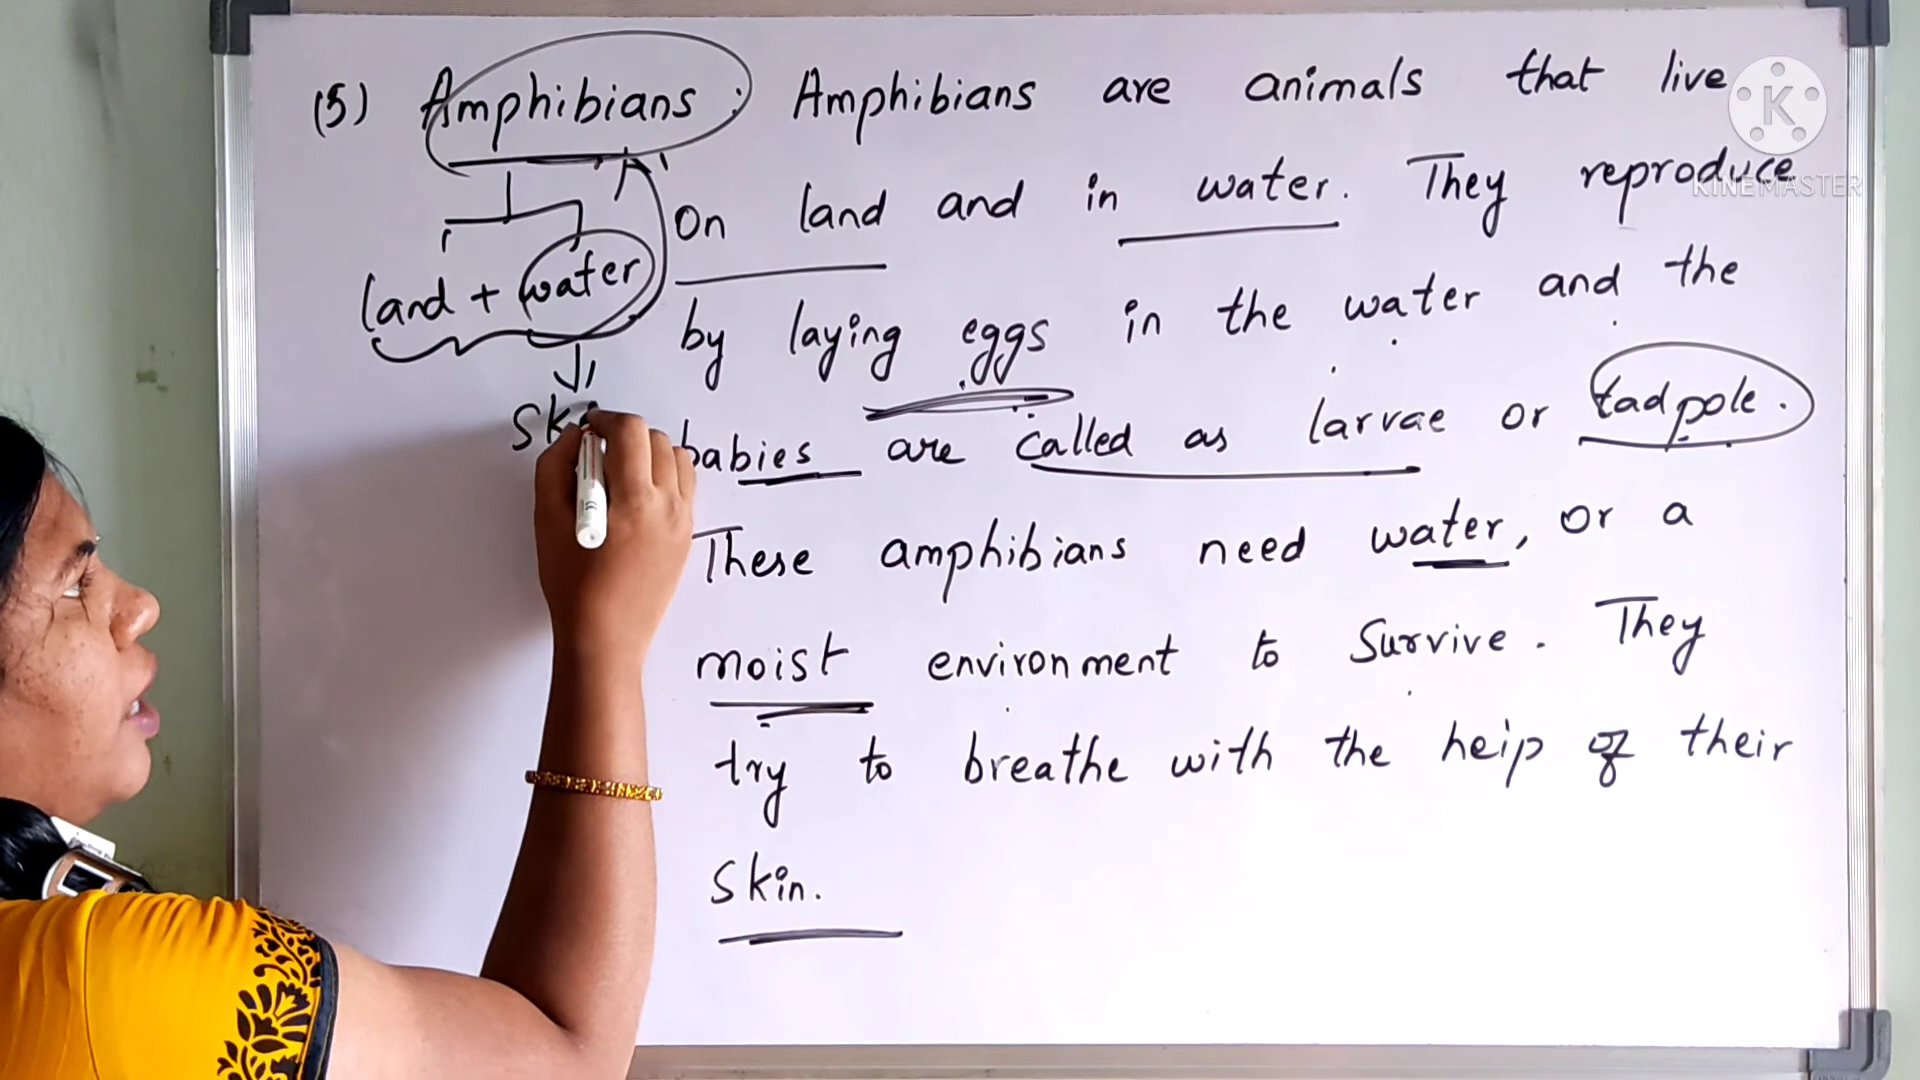 (5) Amphibians : Amphibians are animals that live
on land and in water. They reproduce
by laying eggs in the water and the
babies are called as larvae or tadpole.
These amphibians need water, or a
moist environment to survive. They
try to breathe with the help of their
skin.
land + water
K
KINEMASTER